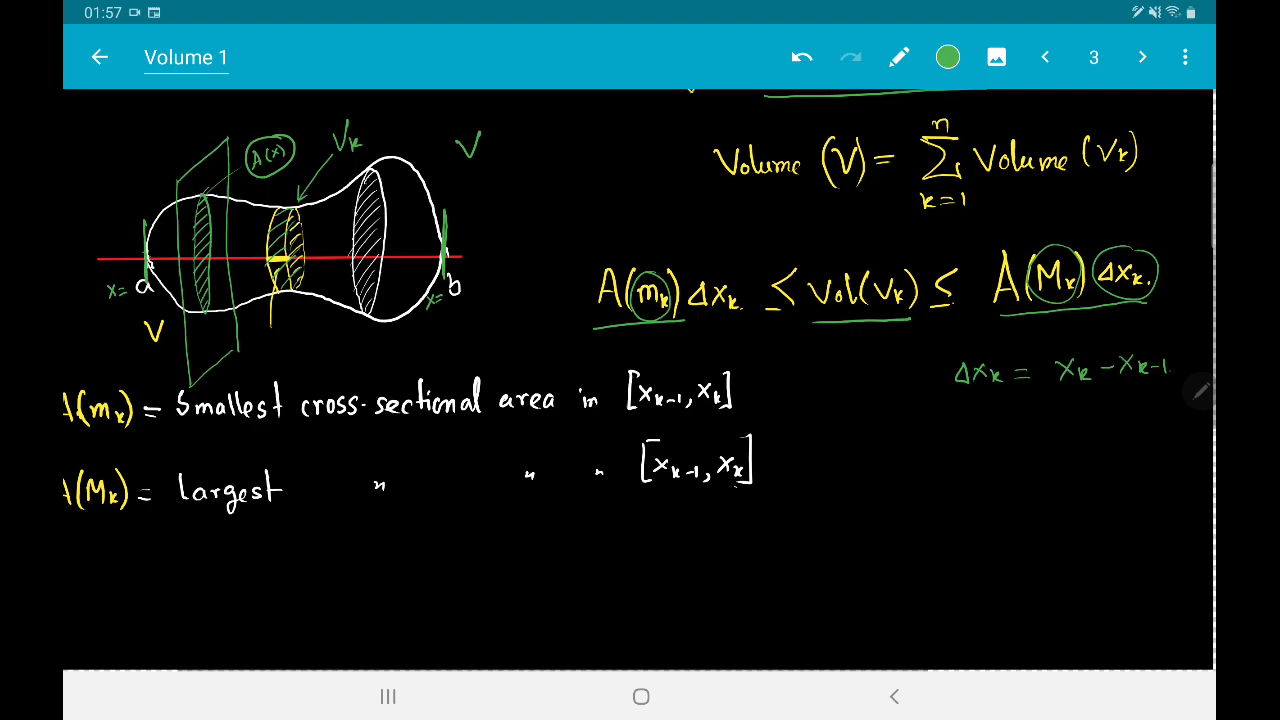 01:57
Volume 1
3
A(x)
Vk
V
x= a
x= b
V
Volume (V) = n∑k=1 Volume (Vk)
A(mk) Δxk ≤ Vol(Vk) ≤ A(Mk) Δxk.
Δxk = xk - xk-1.
A(mk) = Smallest cross-sectional area in [xk-1, xk]
A(Mk) = largest " " " [xk-1, xk]